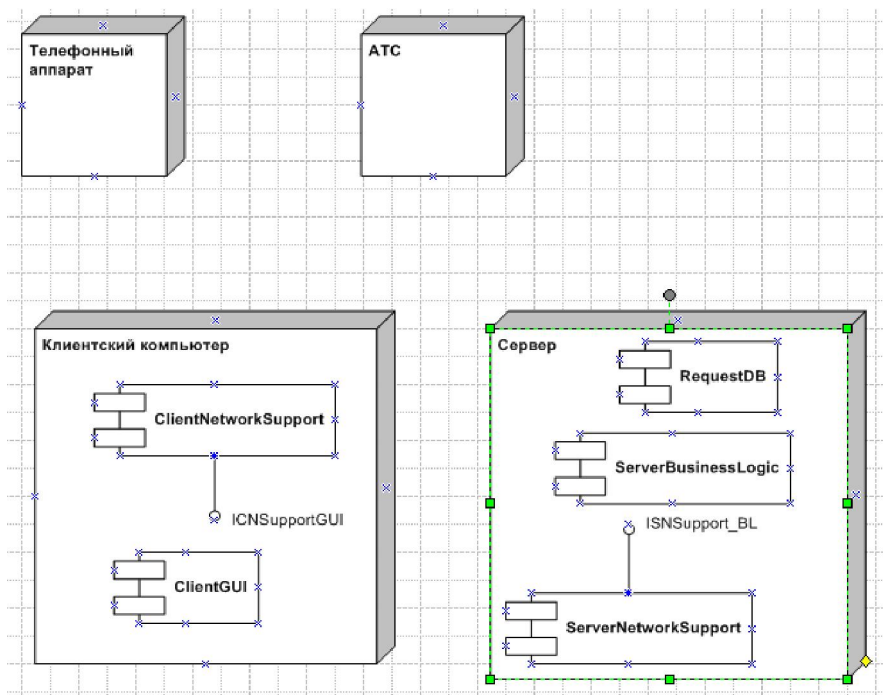 Телефонный
аппарат
АТС
Клиентский компьютер
ClientNetworkSupport
ICNSupportGUI
ClientGUI
Сервер
RequestDB
ServerBusinessLogic
ISNSupport_BL
ServerNetworkSupport